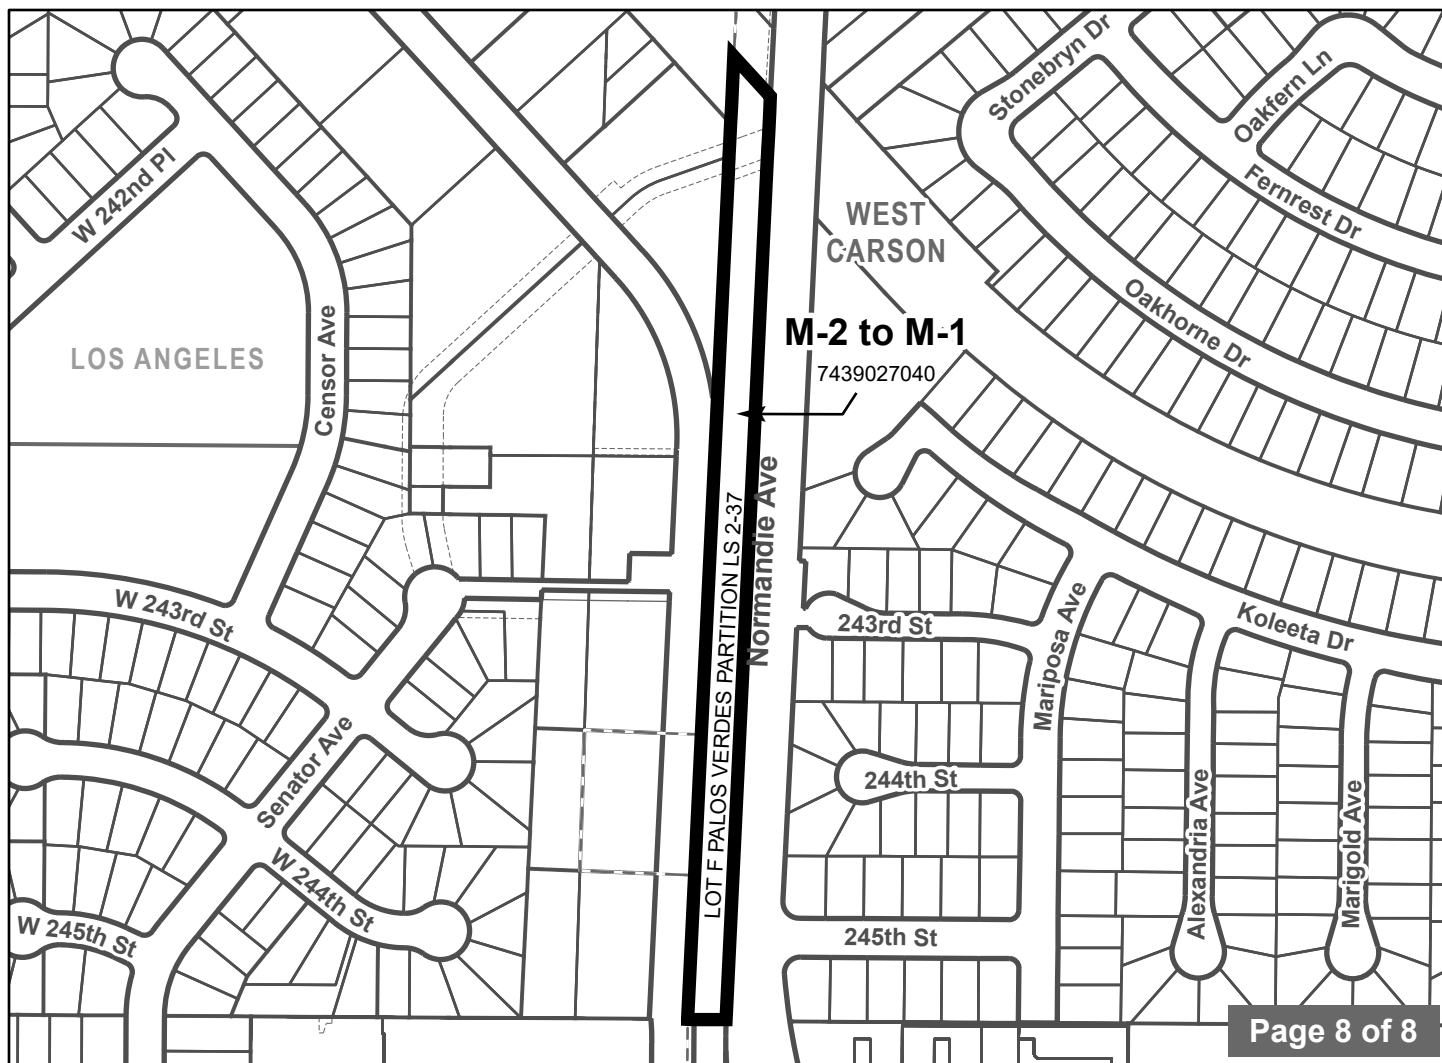 Stonebryn Dr
Oakfern Ln
W 242nd Pl
Fernrest Dr
WEST
CARSON
Oakhorne Dr
M-2 to M-1
7439027040
LOS ANGELES
Censor Ave
LOT F PALOS VERDES PARTITION LS 2-37
Normandie Ave
W 243rd St
243rd St
Mariposa Ave
Koleeta Dr
Senator Ave
244th St
Alexandria Ave
Marigold Ave
W 244th St
W 245th St
245th St
Page 8 of 8